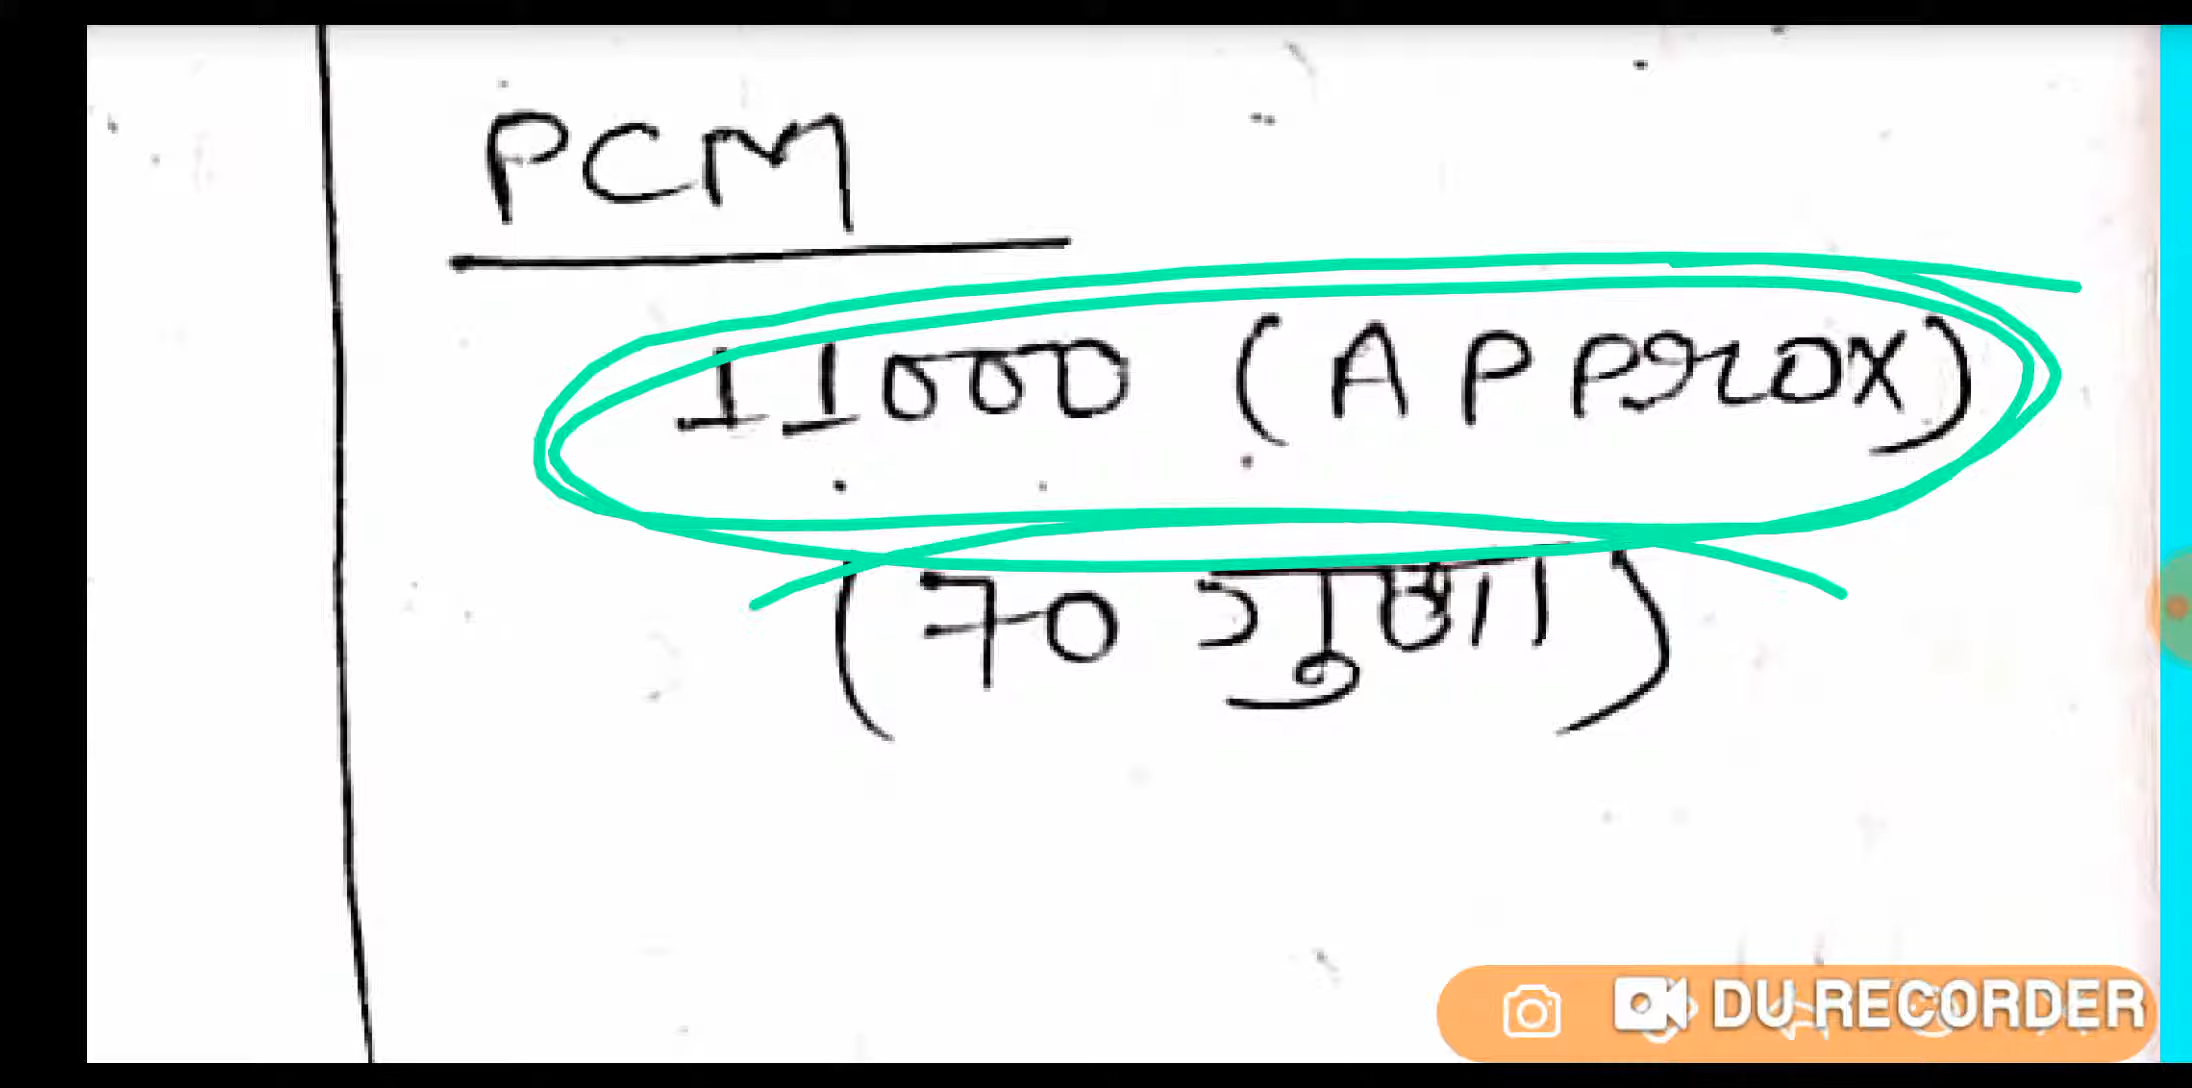 PCM
11000 (APPROX)
(70 गुणा)
DU RECORDER